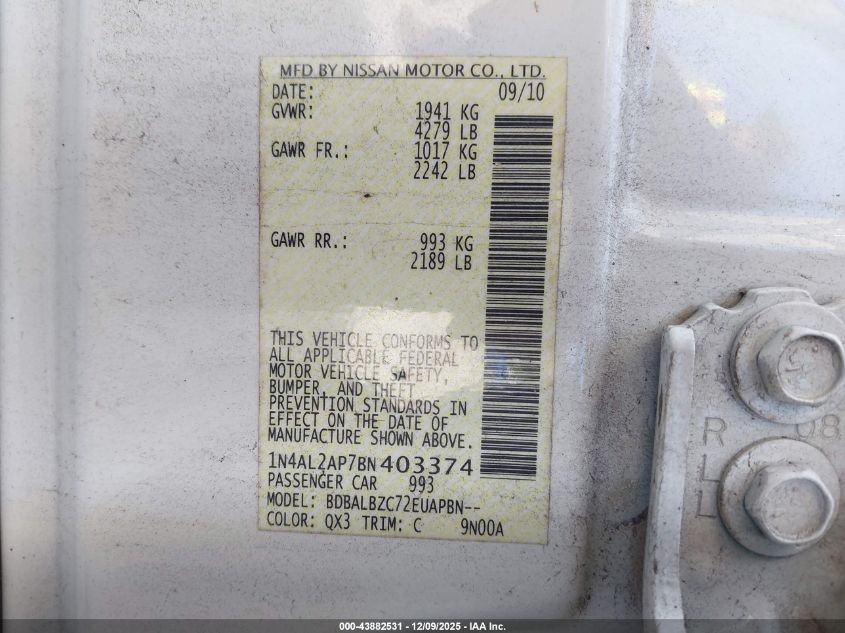 MFD BY NISSAN MOTOR CO., LTD.
DATE: 09/10
GVWR: 1941 KG
4279 LB
GAWR FR.: 1017 KG
2242 LB
GAWR RR.: 993 KG
2189 LB
THIS VEHICLE CONFORMS TO
ALL APPLICABLE FEDERAL
MOTOR VEHICLE SAFETY,
BUMPER, AND THEFT
PREVENTION STANDARDS IN
EFFECT ON THE DATE OF
MANUFACTURE SHOWN ABOVE.
1N4AL2AP7BN403374
PASSENGER CAR 993
MODEL: BDBALBZC72EUAPBN--
COLOR: QX3 TRIM: C 9N00A
R 08
L
L
000-43882531 - 12/09/2025 - IAA Inc.